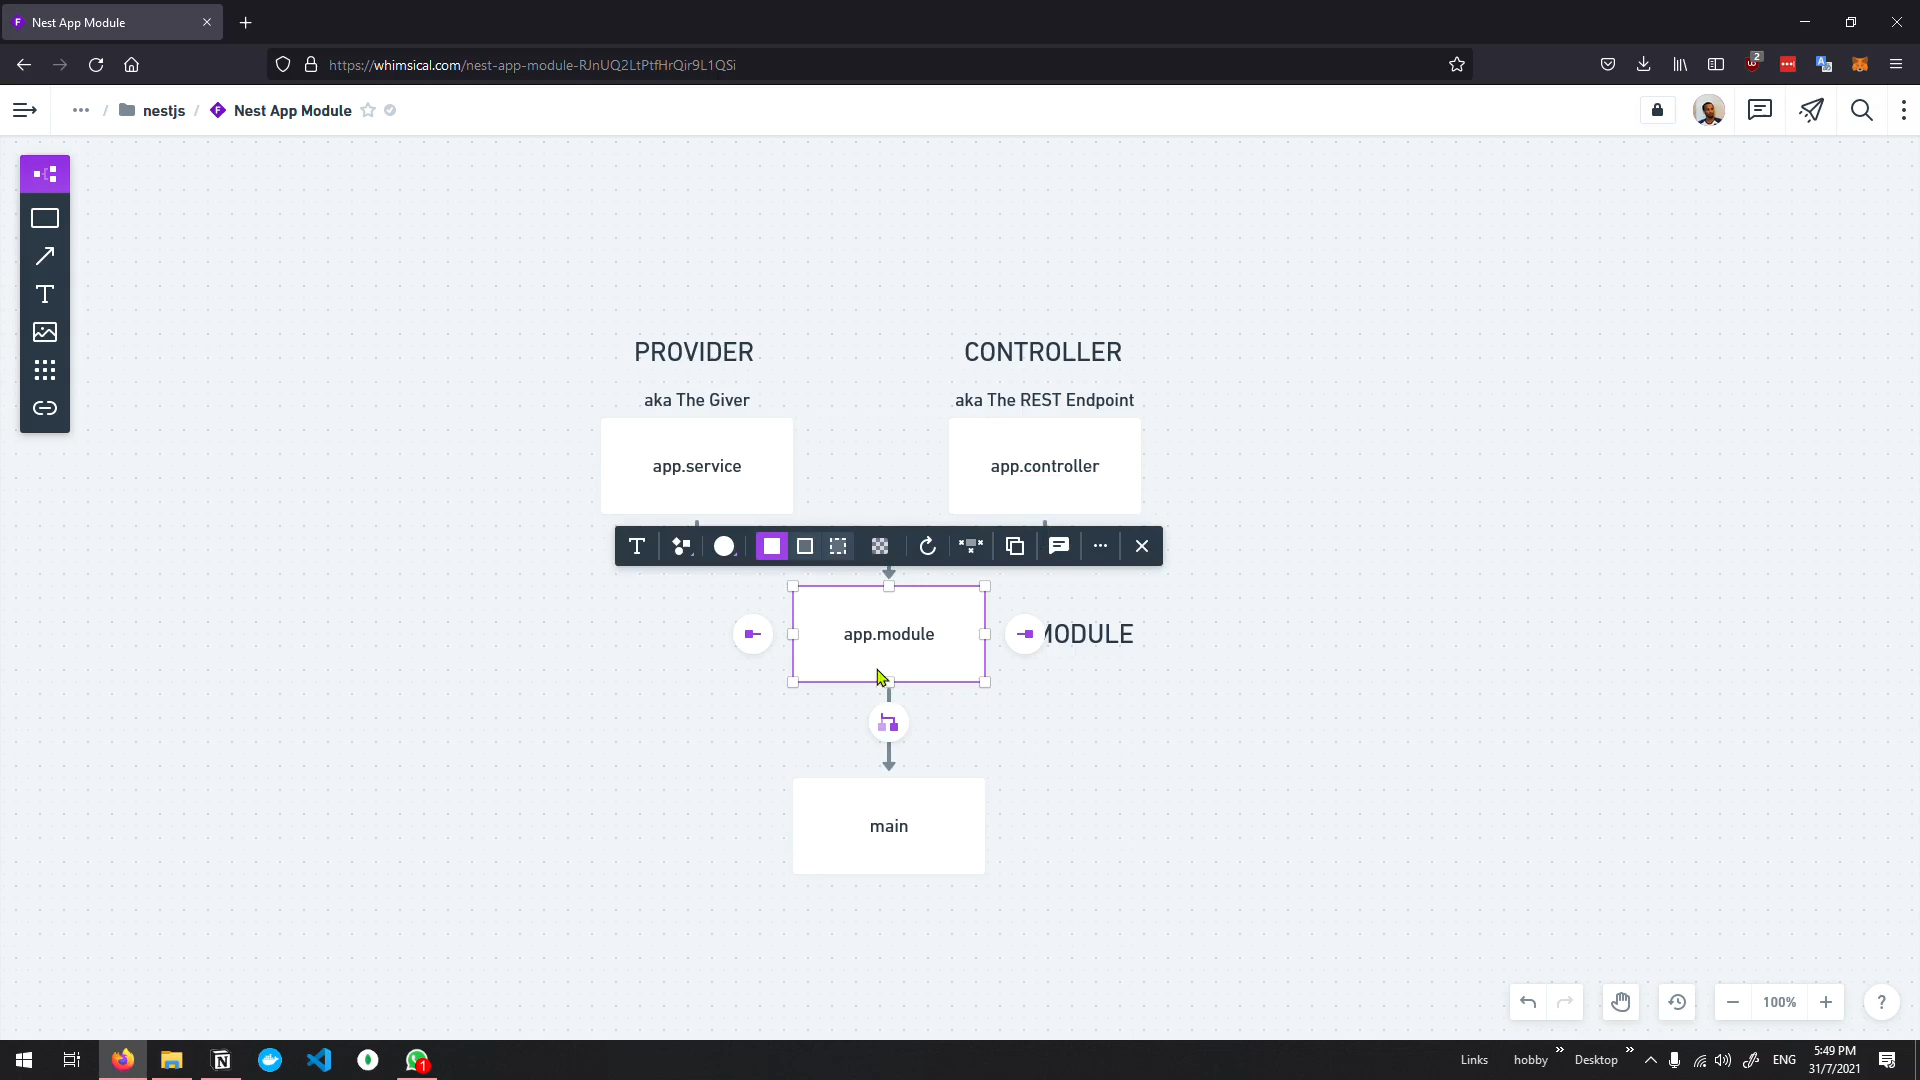 Nest App Module
https://whimsical.com/nest-app-module-RJnUQ2LtPtfHrQir9L1QSi
2
... / nestjs / Nest App Module
PROVIDER
CONTROLLER
aka The Giver
aka The REST Endpoint
app.service
app.controller
app.module
MODULE
main
100%
?
Links
hobby
Desktop
ENG
5:49 PM
31/7/2021
1